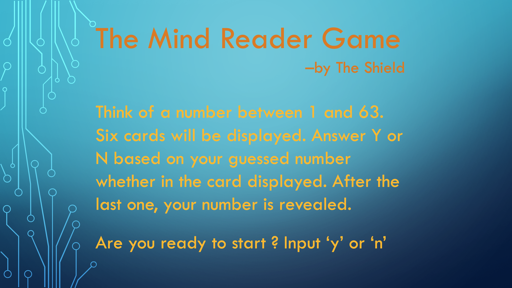 The Mind Reader Game
–by The Shield
Think of a number between 1 and 63.
Six cards will be displayed. Answer Y or
N based on your guessed number
whether in the card displayed. After the
last one, your number is revealed.
Are you ready to start ? Input ‘y’ or ‘n’